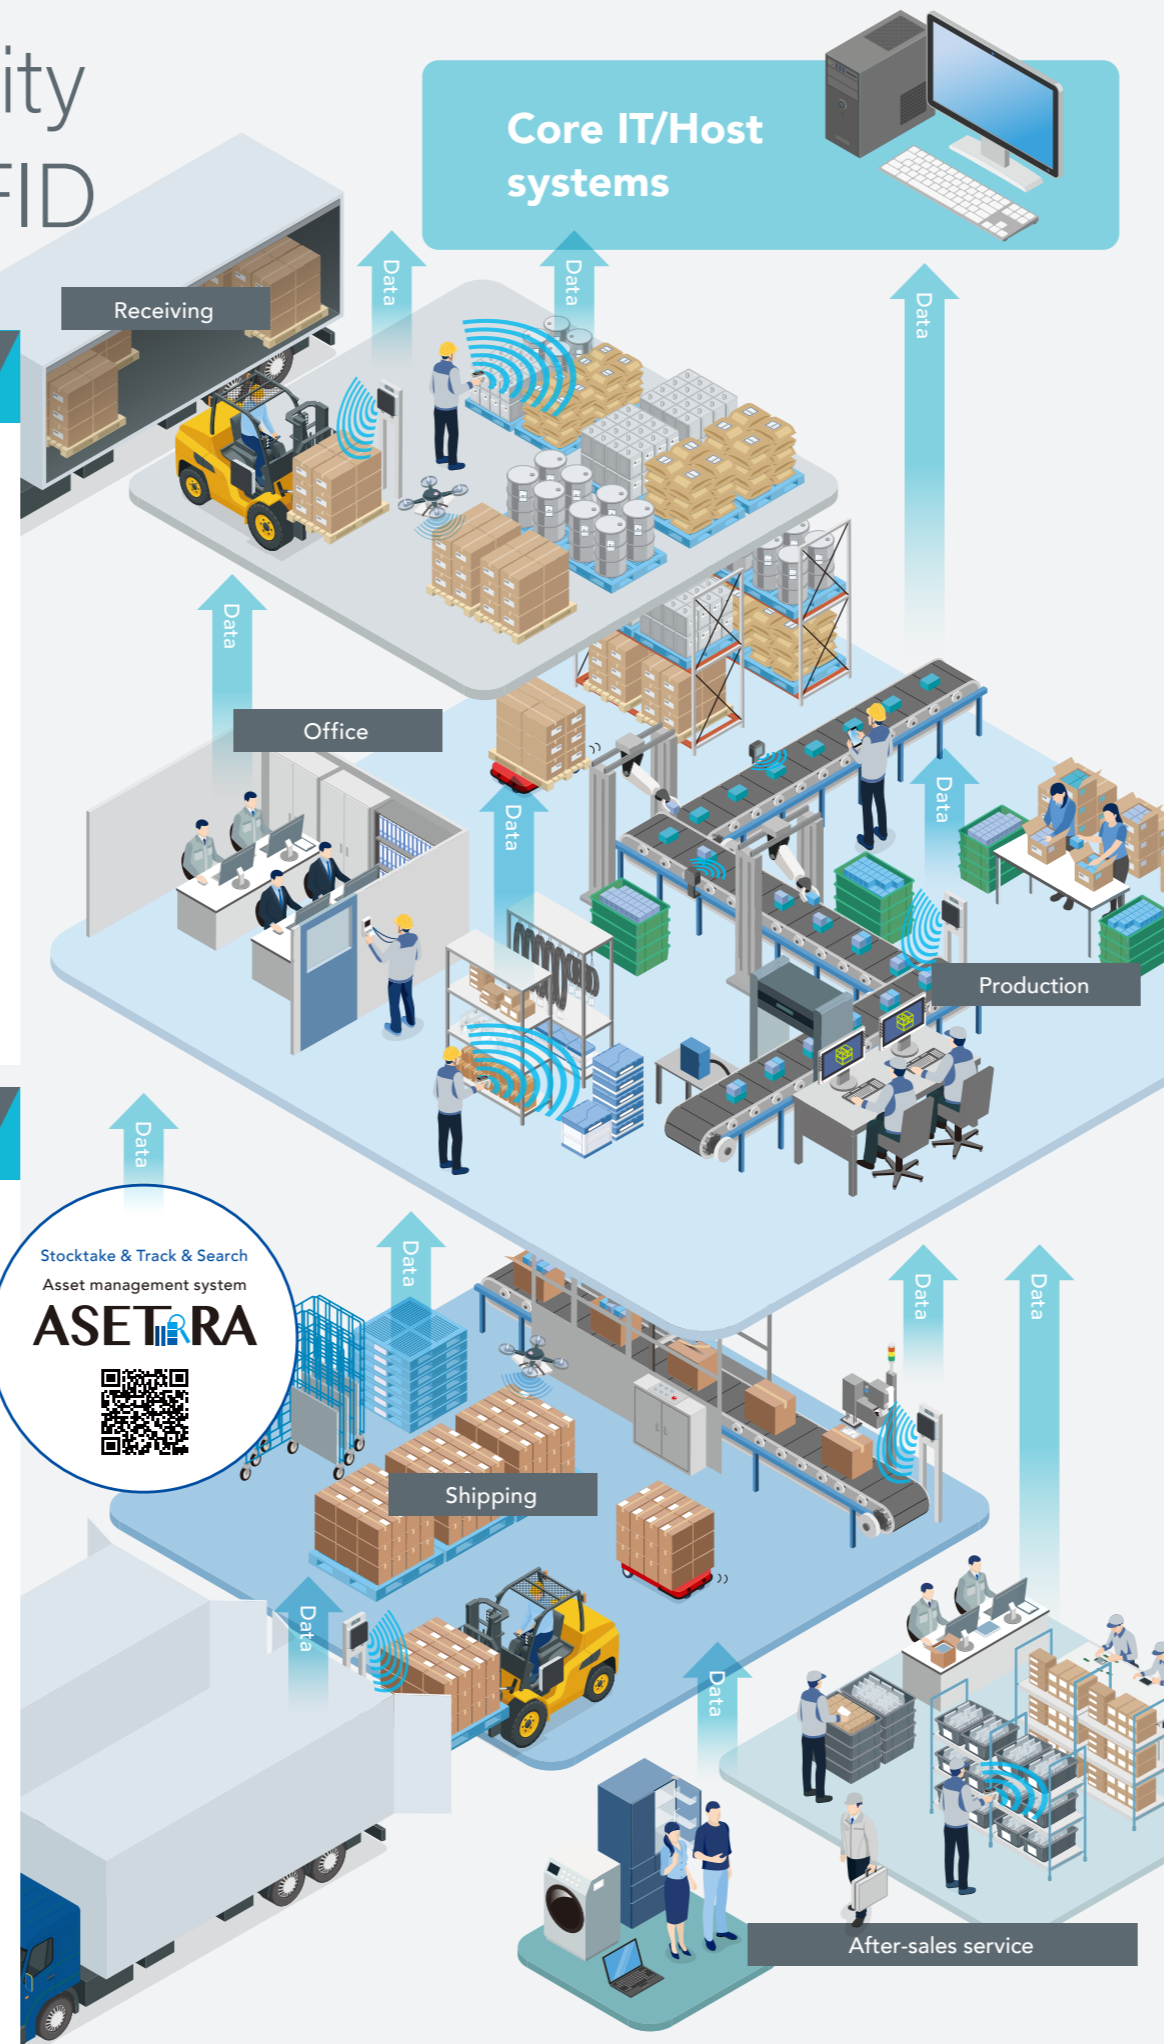 ity
FID
Core IT/Host
systems
Receiving
Data
Data
Data
Data
Office
Data
Data
Production
Data
Stocktake & Track & Search
Asset management system
ASETRA
Data
Data
Data
Shipping
Data
Data
After-sales service